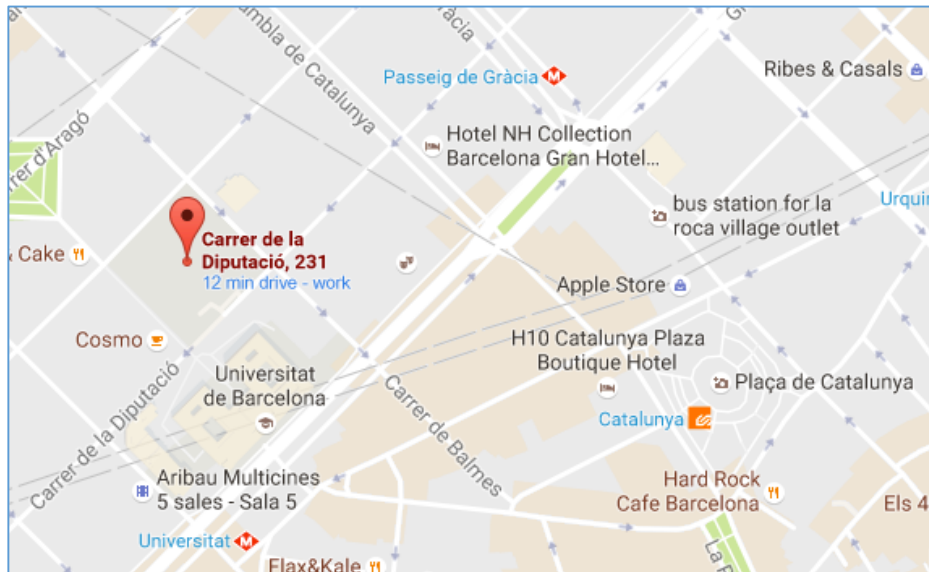 Rambla de Catalunya
Gràcia
Passeig de Gràcia
M
Ribes & Casals
Hotel NH Collection
Barcelona Gran Hotel...
Carrer d'Aragó
bus station for la
roca village outlet
& Cake
Carrer de la
Diputació, 231
12 min drive - work
Apple Store
Cosmo
H10 Catalunya Plaza
Boutique Hotel
Universitat
de Barcelona
Plaça de Catalunya
Carrer de la Diputació
Carrer de Balmes
Catalunya
Aribau Multicines
5 sales - Sala 5
Hard Rock
Cafe Barcelona
Els 4
Universitat
M
Flax&Kale